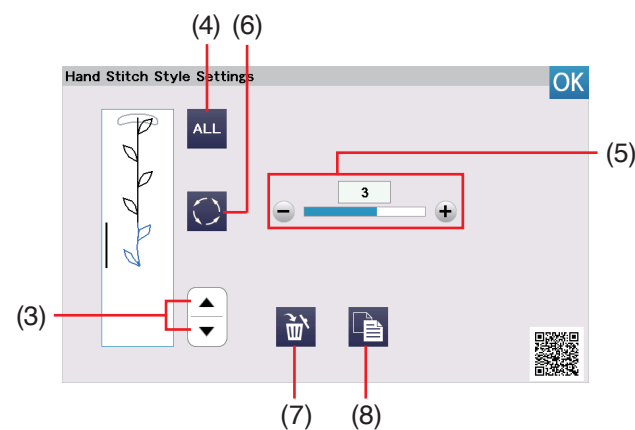 (4) (6)
Hand Stitch Style Settings
OK
ALL
(5)
3
(3)
(7) (8)